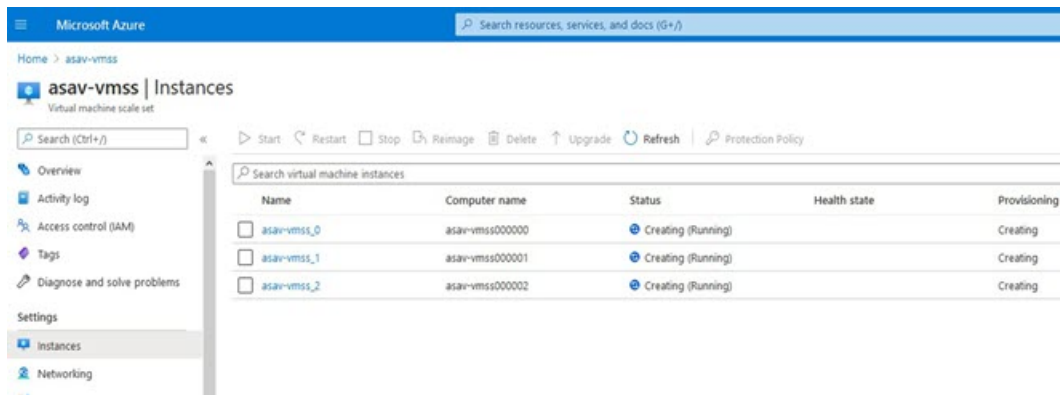 Microsoft Azure
Search resources, services, and docs (G+/)
Home > asav-vmss
asav-vmss | Instances
Virtual machine scale set
Search (Ctrl+/)
«
Start Restart Stop Reimage Delete Upgrade Refresh Protection Policy
Overview
Activity log
Access control (IAM)
Tags
Diagnose and solve problems
Settings
Instances
Networking
Search virtual machine instances
Name Computer name Status Health state Provisioning
asav-vmss_0 asav-vmss000000 Creating (Running) Creating
asav-vmss_1 asav-vmss000001 Creating (Running) Creating
asav-vmss_2 asav-vmss000002 Creating (Running) Creating